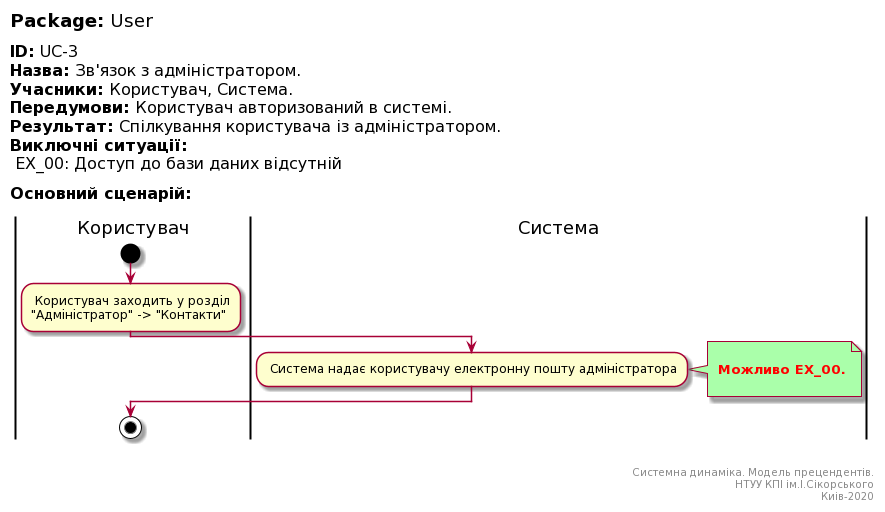 Package: User
ID: UC-3
Назва: Зв'язок з адміністратором.
Учасники: Користувач, Система.
Передумови: Користувач авторизований в системі.
Результат: Спілкування користувача із адміністратором.
Виключні ситуації:
EX_00: Доступ до бази даних відсутній
Основний сценарій:
Користувач
Система
Користувач заходить у розділ
"Адміністратор" -> "Контакти"
Система надає користувачу електронну пошту адміністратора
Можливо EX_00.
Системна динаміка. Модель прецендентів.
НТУУ КПІ ім.І.Сікорського
Киів-2020